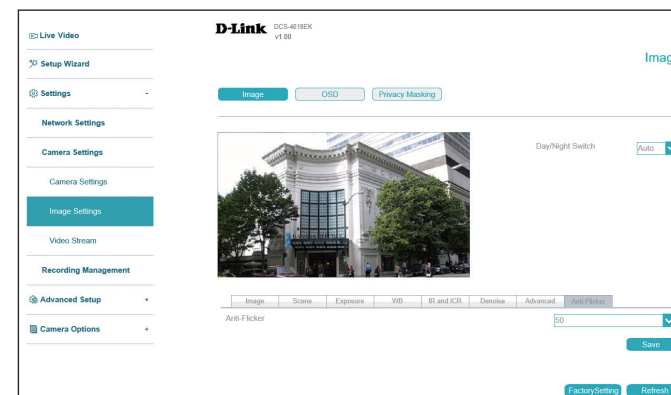 D-Link DCS-4618EK
v1.00
Live Video
Setup Wizard
Settings -
Network Settings
Camera Settings
Camera Settings
Image Settings
Video Stream
Recording Management
Advanced Setup +
Camera Options +
Imag
Image OSD Privacy Masking
Day/Night Switch Auto
Image Scene Exposure WB IR and ICR Denoise Advanced Anti-Flicker
Anti-Flicker 50
Save
FactorySetting Refresh